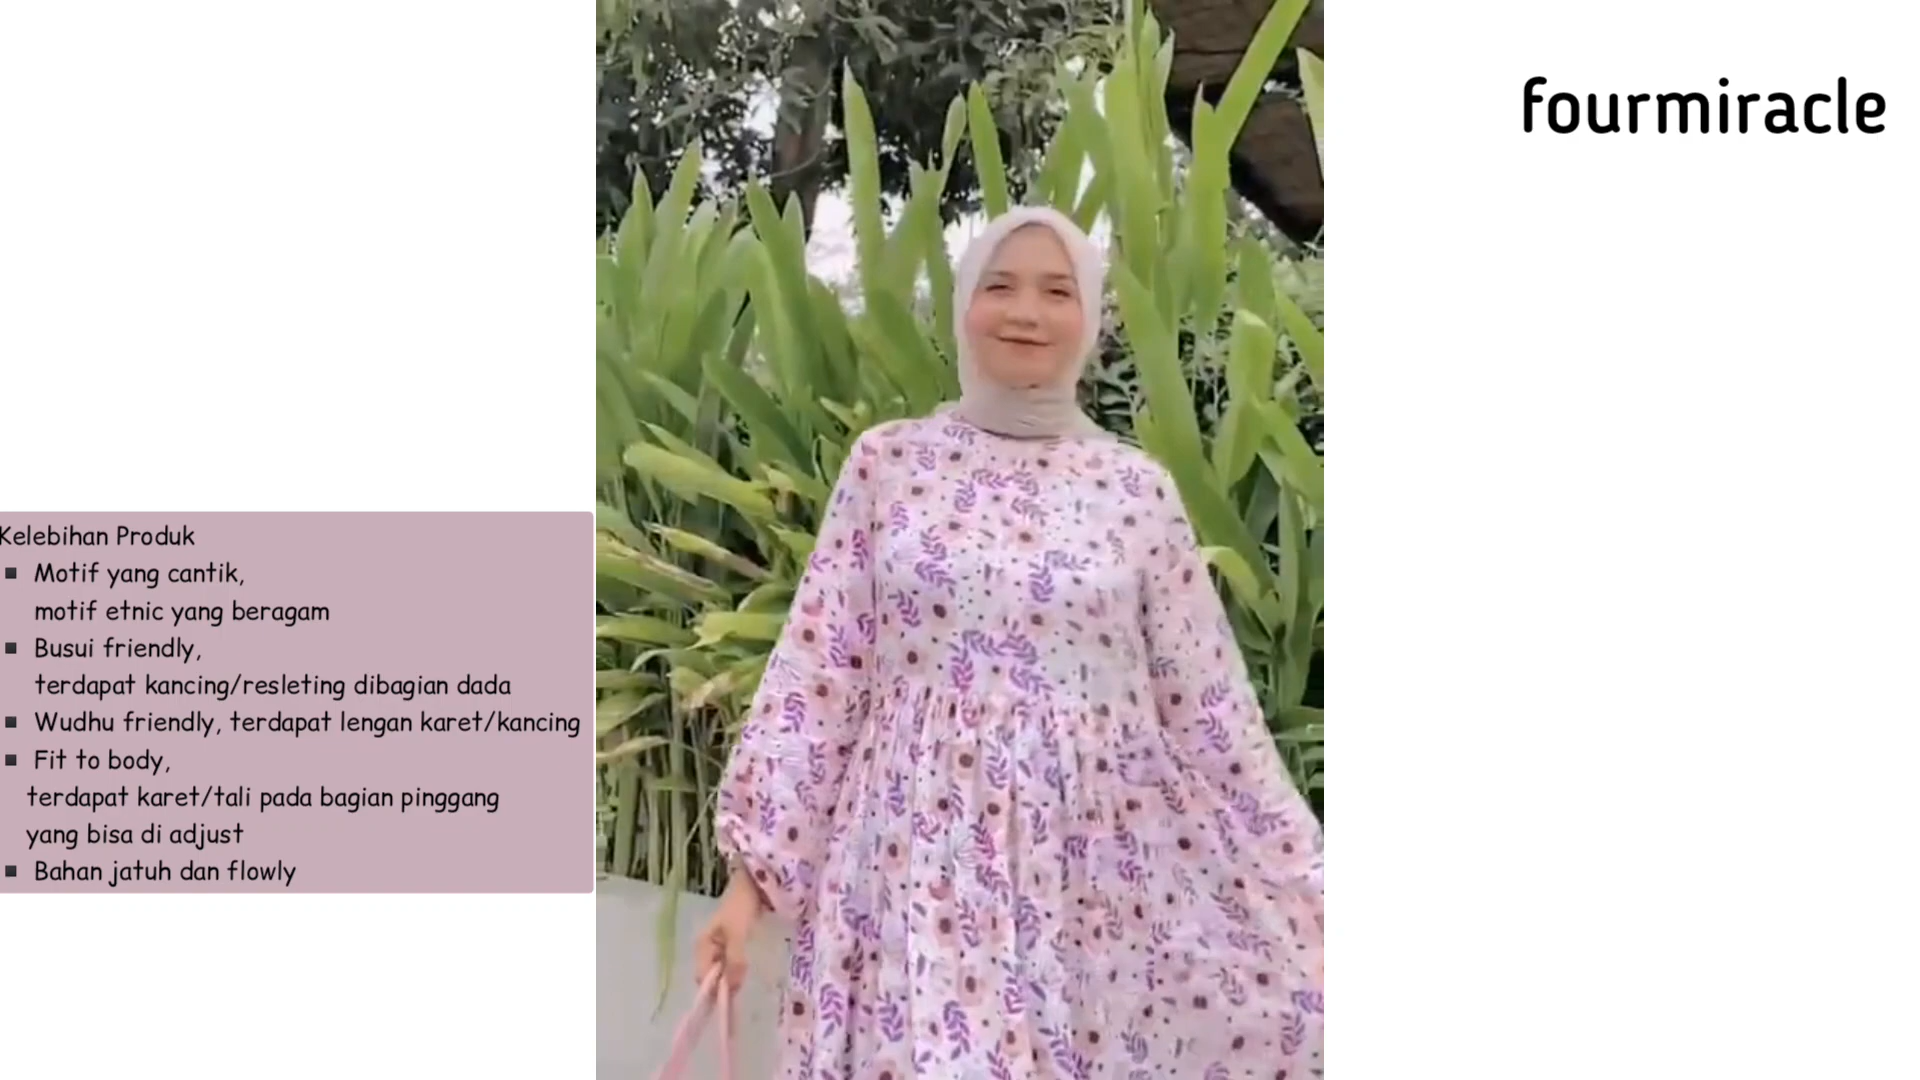 fourmiracle
Kelebihan Produk
▪ Motif yang cantik,
motif etnic yang beragam
▪ Busui friendly,
terdapat kancing/resleting dibagian dada
▪ Wudhu friendly, terdapat lengan karet/kancing
▪ Fit to body,
terdapat karet/tali pada bagian pinggang
yang bisa di adjust
▪ Bahan jatuh dan flowly